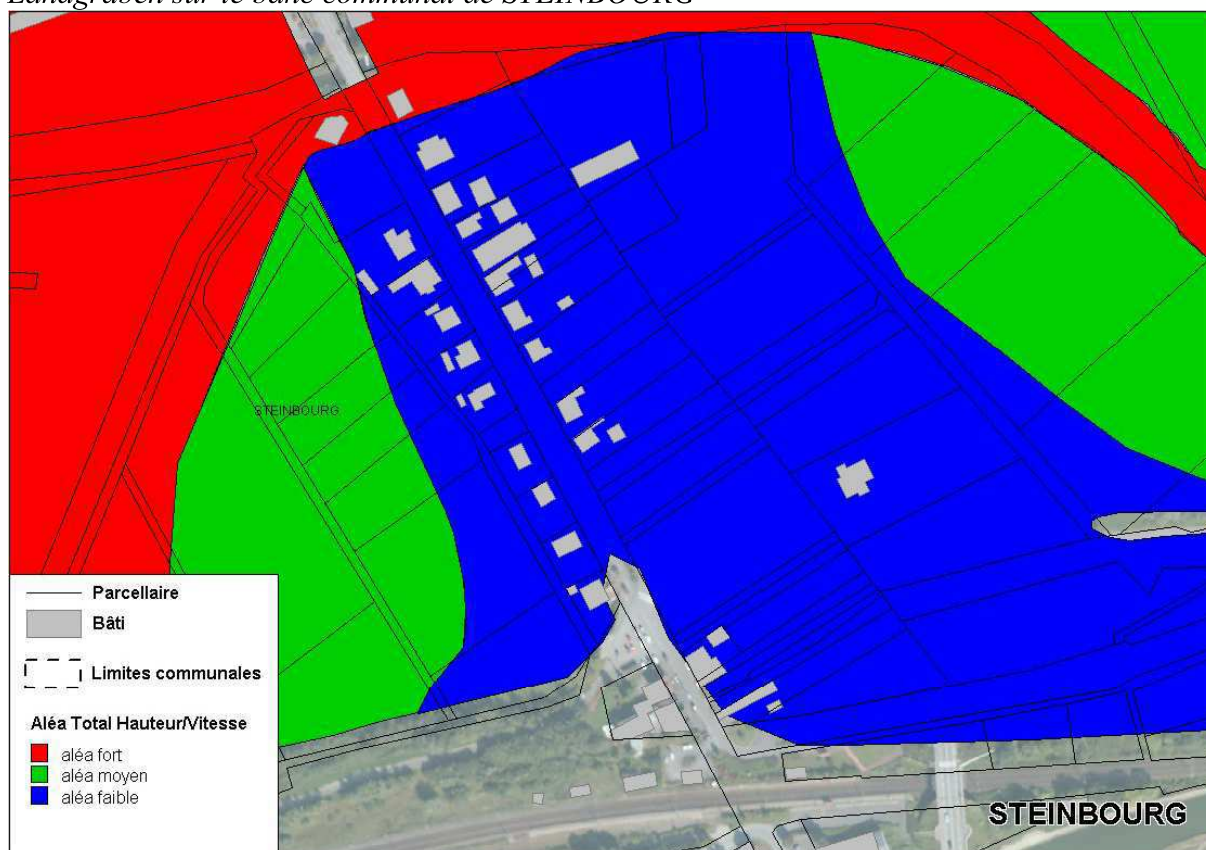 Landgraben sur le banc communal de STEINBOURG
STEINBOURG
Parcellaire
Bâti
Limites communales
Aléa Total Hauteur/Vitesse
aléa fort
aléa moyen
aléa faible
STEINBOURG